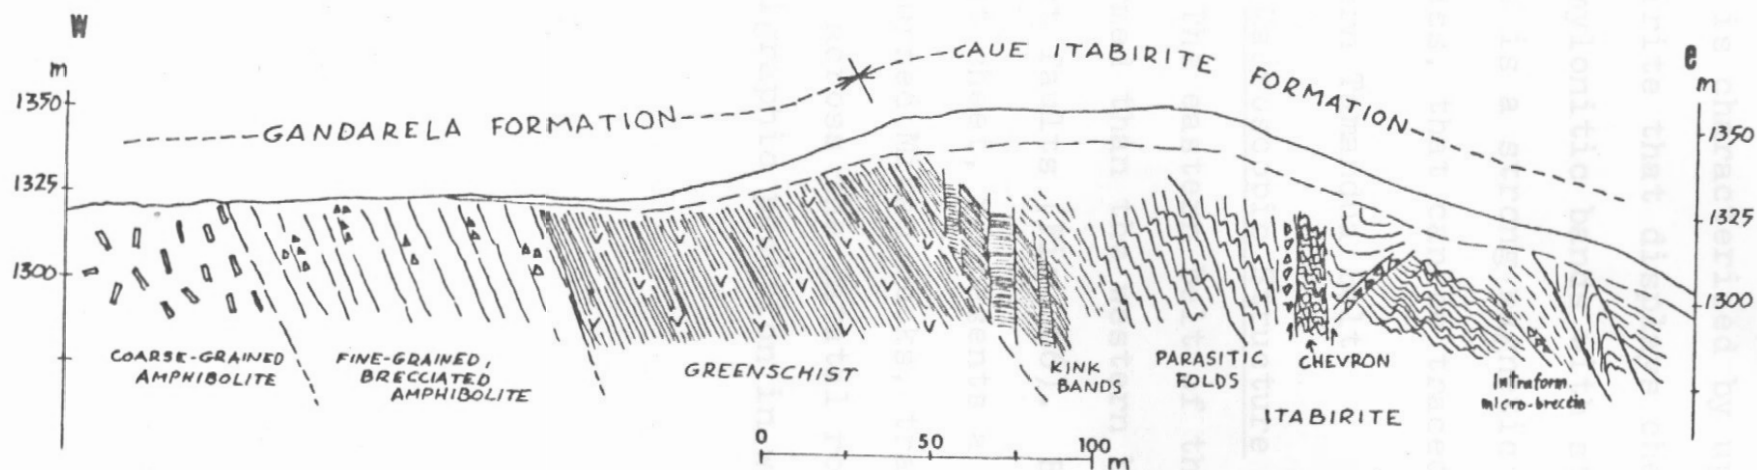 W
m
1350
1325
1300
GANDARELA FORMATION
CAUE ITABIRITE FORMATION
e
m
1350
1325
1300
COARSE-GRAINED
AMPHIBOLITE
FINE-GRAINED,
BRECCIATED
AMPHIBOLITE
GREENSCHIST
KINK
BANDS
PARASITIC
FOLDS
CHEVRON
ITABIRITE
Intraform.
micro-breccia
0 50 100 m